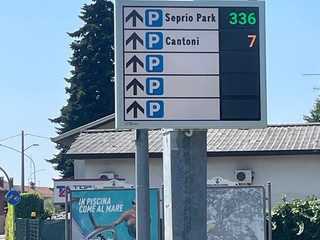 P Seprio Park 336
P Cantoni 7
P
P
P
IN PISCINA
COME AL MARE